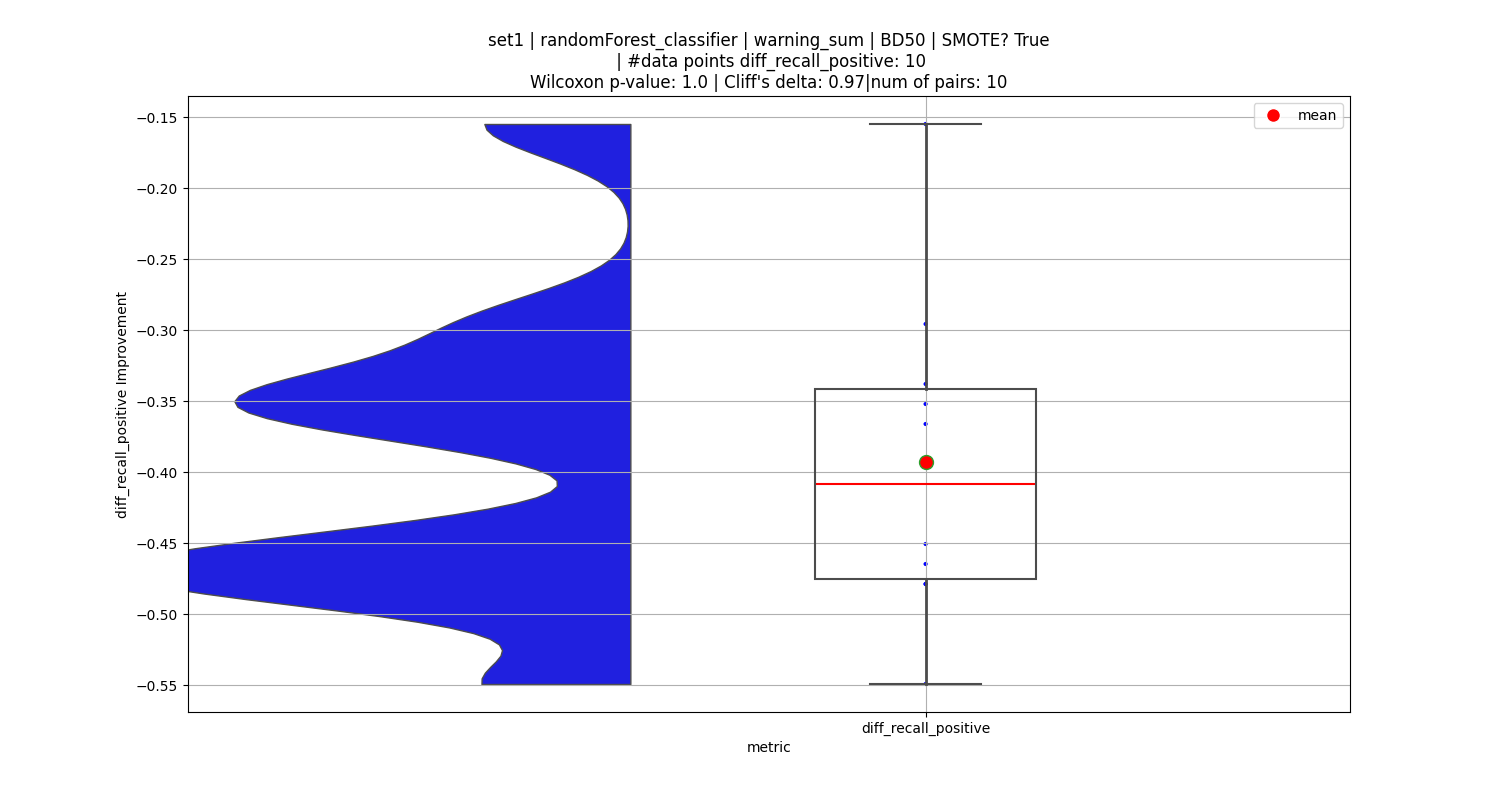 set1 | randomForest_classifier | warning_sum | BD50 | SMOTE? True
| #data points diff_recall_positive: 10
Wilcoxon p-value: 1.0 | Cliff's delta: 0.97|num of pairs: 10
mean
−0.15
−0.20
−0.25
−0.30
−0.35
−0.40
−0.45
−0.50
−0.55
diff_recall_positive Improvement
diff_recall_positive
metric